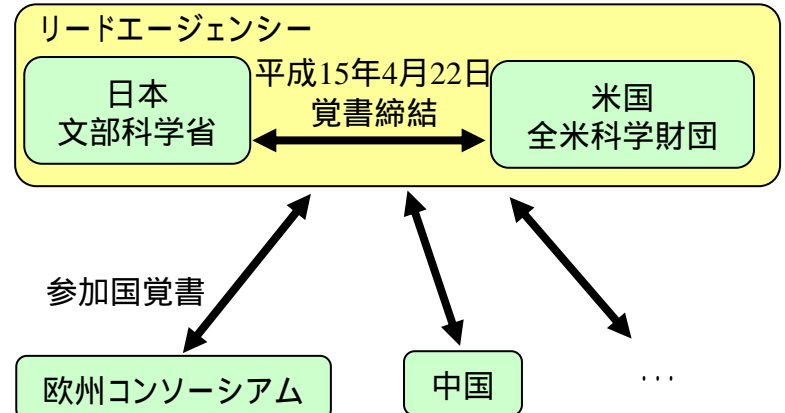 リードエージェンシー
日本
文部科学省
平成15年4月22日
覚書締結
米国
全米科学財団
参加国覚書
欧州コンソーシアム
中国
…